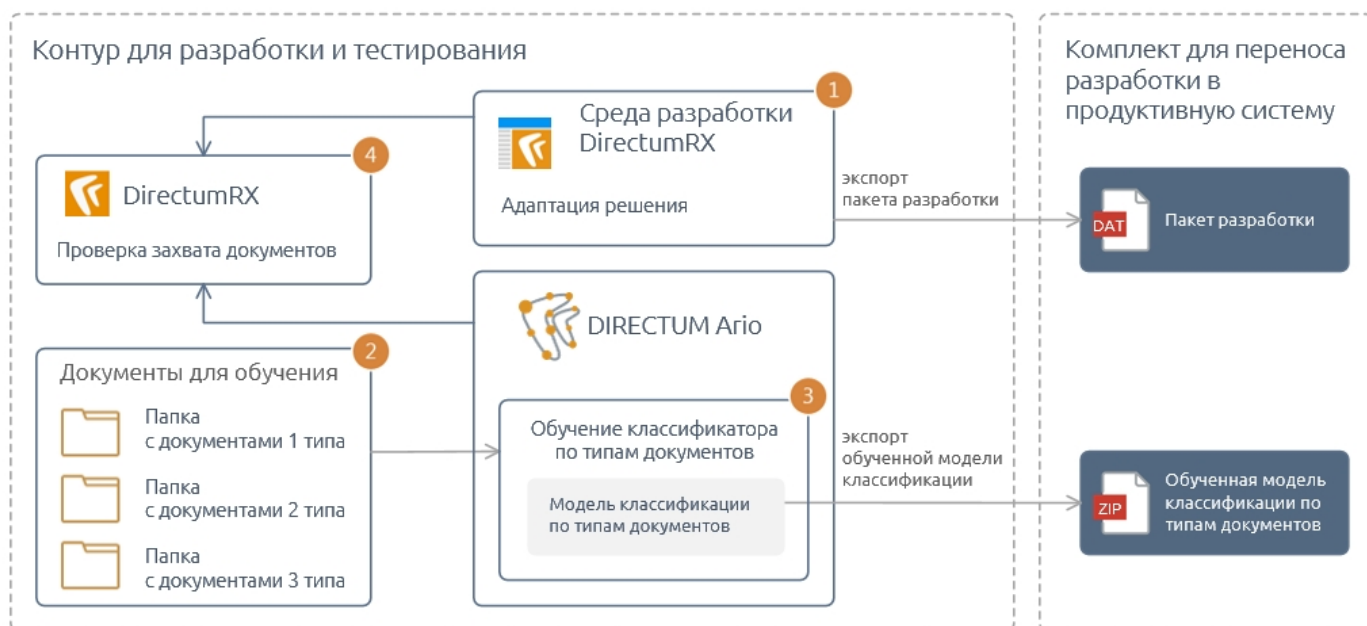 Контур для разработки и тестирования
1
Среда разработки
DirectumRX
Адаптация решения
4
DirectumRX
Проверка захвата документов
DIRECTUM Ario
2
Документы для обучения
Папка
с документами 1 типа
Папка
с документами 2 типа
Папка
с документами 3 типа
3
Обучение классификатора
по типам документов
Модель классификации
по типам документов
экспорт
пакета разработки
экспорт
обученной модели
классификации
Комплект для переноса
разработки в
продуктивную систему
DAT
Пакет разработки
ZIP
Обученная модель
классификации по
типам документов